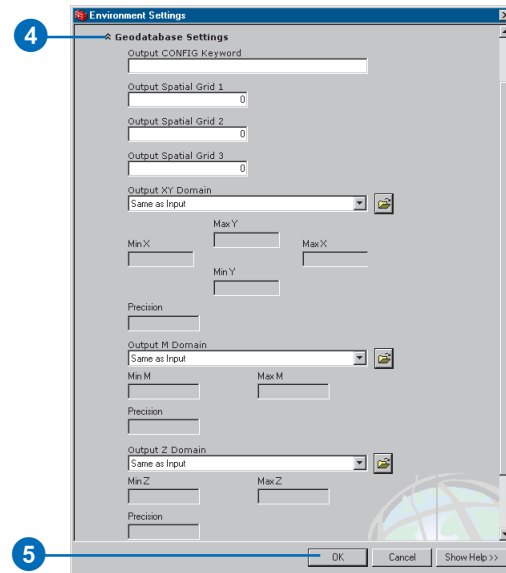 Environment Settings
4
Geodatabase Settings
Output CONFIG Keyword
Output Spatial Grid 1
0
Output Spatial Grid 2
0
Output Spatial Grid 3
0
Output XY Domain
Same as Input
Max Y
Min X
Max X
Min Y
Precision
Output M Domain
Same as Input
Min M
Max M
Precision
Output Z Domain
Same as Input
Min Z
Max Z
Precision
5
OK
Cancel
Show Help >>